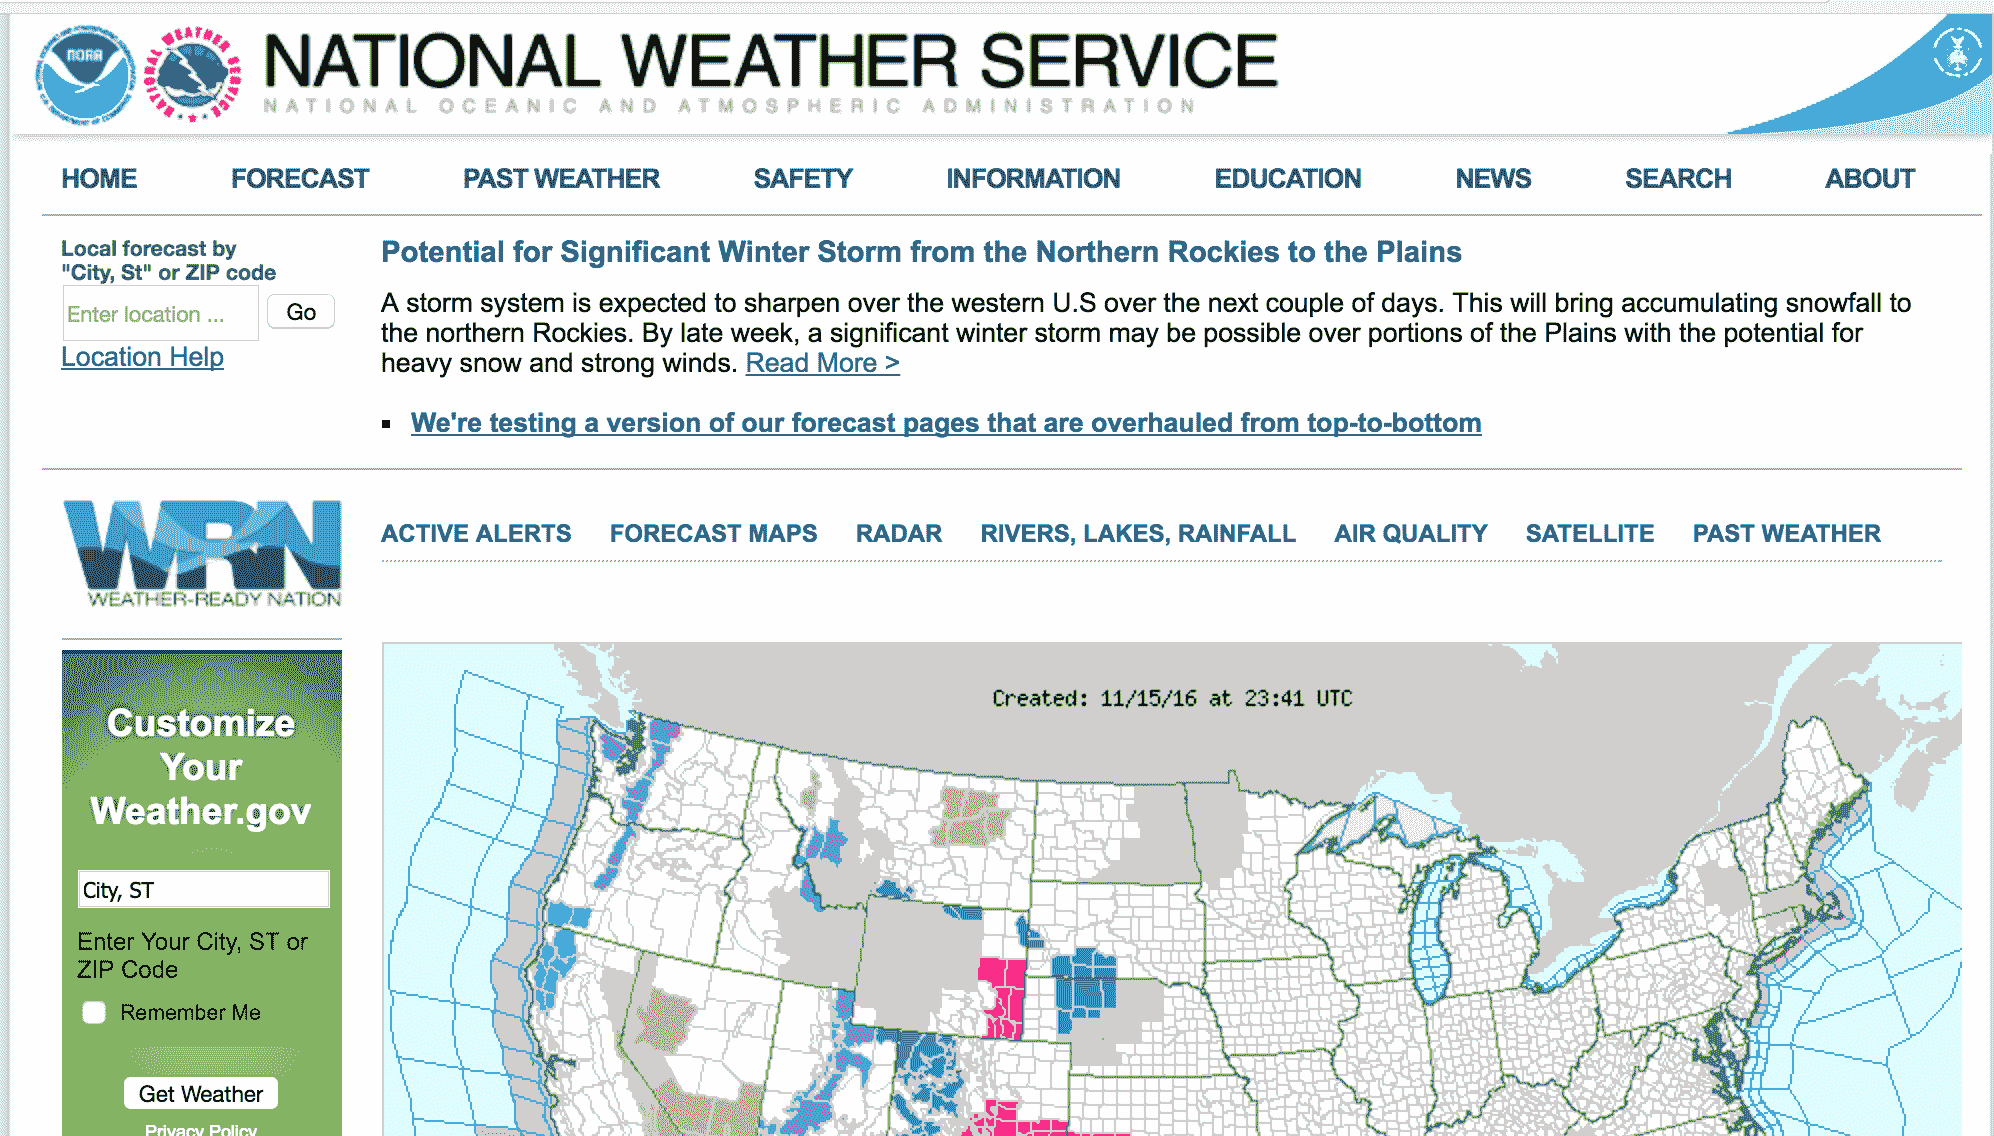 NOAA
NATIONAL WEATHER SERVICE
NATIONAL WEATHER SERVICE
NATIONAL OCEANIC AND ATMOSPHERIC ADMINISTRATION
HOME FORECAST PAST WEATHER SAFETY INFORMATION EDUCATION NEWS SEARCH ABOUT
Local forecast by
"City, St" or ZIP code
Enter location ... Go
Location Help
Potential for Significant Winter Storm from the Northern Rockies to the Plains
A storm system is expected to sharpen over the western U.S over the next couple of days. This will bring accumulating snowfall to
the northern Rockies. By late week, a significant winter storm may be possible over portions of the Plains with the potential for
heavy snow and strong winds. Read More >
We're testing a version of our forecast pages that are overhauled from top-to-bottom
WRN
WEATHER-READY NATION
ACTIVE ALERTS FORECAST MAPS RADAR RIVERS, LAKES, RAINFALL AIR QUALITY SATELLITE PAST WEATHER
Created: 11/15/16 at 23:41 UTC
Customize
Your
Weather.gov
City, ST
Enter Your City, ST or
ZIP Code
Remember Me
Get Weather
Privacy Policy